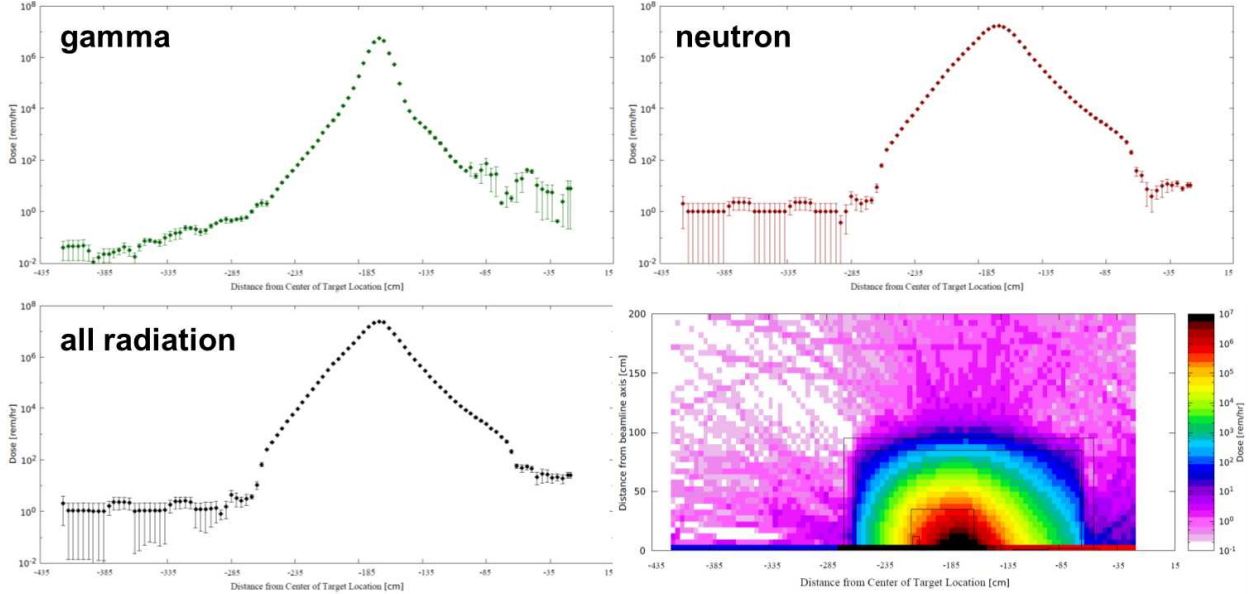 gamma
Dose [rem/hr]
10^8
10^6
10^4
10^2
10^0
10^-2
-435 -385 -335 -285 -235 -185 -135 -85 -35 15
Distance from Center of Target Location [cm]
neutron
Dose [rem/hr]
10^8
10^6
10^4
10^2
10^0
10^-2
-435 -385 -335 -285 -235 -185 -135 -85 -35 15
Distance from Center of Target Location [cm]
all radiation
Dose [rem/hr]
10^8
10^6
10^4
10^2
10^0
10^-2
-435 -385 -335 -285 -235 -185 -135 -85 -35 15
Distance from Center of Target Location [cm]
Distance from beamline axis [cm]
200
150
100
50
0
-435 -385 -335 -285 -235 -185 -135 -85 -35 15
Distance from Center of Target Location [cm]
10^7
10^6
10^5
10^4
10^3
10^2
10^1
10^0
10^-1
Dose [rem/hr]